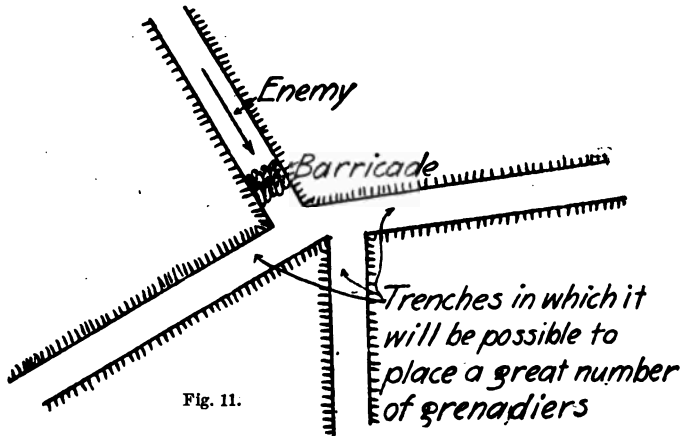 Enemy
Barricade
Trenches in which it
will be possible to
place a great number
of grenadiers
Fig. 11.